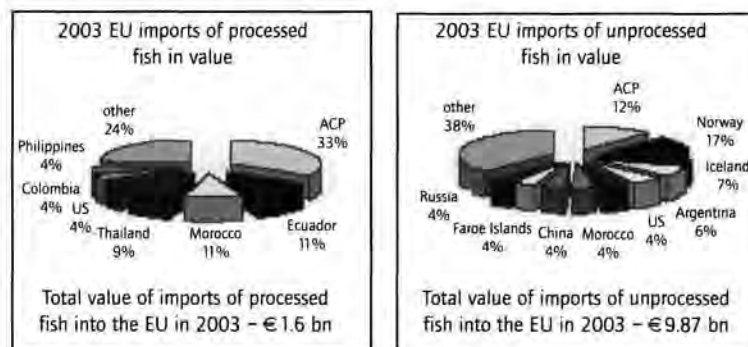 2003 EU imports of processed
fish in value
other
24%
ACP
33%
Philippines
4%
Colombia
4%
US
4%
Thailand
9%
Morocco
11%
Ecuador
11%
Total value of imports of processed
fish into the EU in 2003 – €1.6 bn
2003 EU imports of unprocessed
fish in value
other
38%
ACP
12%
Norway
17%
Iceland
7%
Argentina
6%
US
4%
Morocco
4%
China
4%
Faroe Islands
4%
Russia
4%
Total value of imports of unprocessed
fish into the EU in 2003 – €9.87 bn